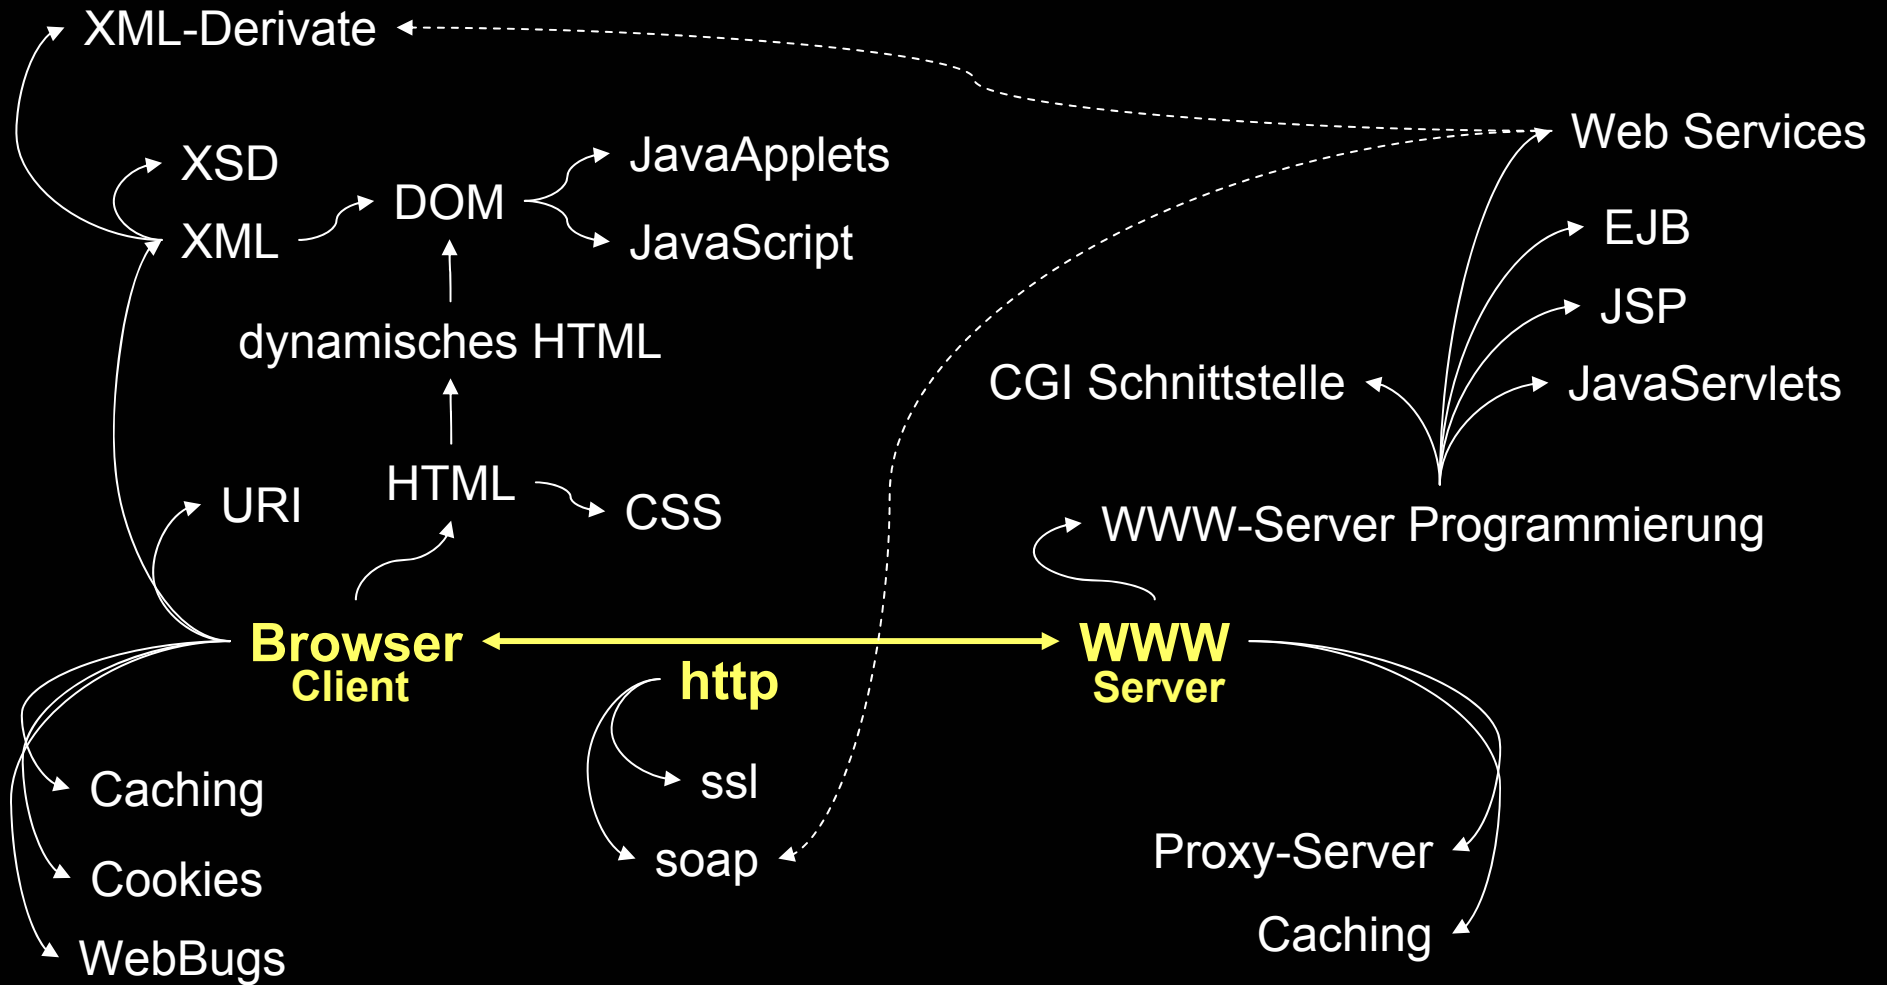 XML-Derivate
Web Services
XSD
JavaApplets
DOM
XML
JavaScript
EJB
JSP
dynamisches HTML
CGI Schnittstelle
JavaServlets
HTML
URI
CSS
WWW-Server Programmierung
Browser
Client
http
WWW
Server
Caching
ssl
Cookies
soap
Proxy-Server
WebBugs
Caching